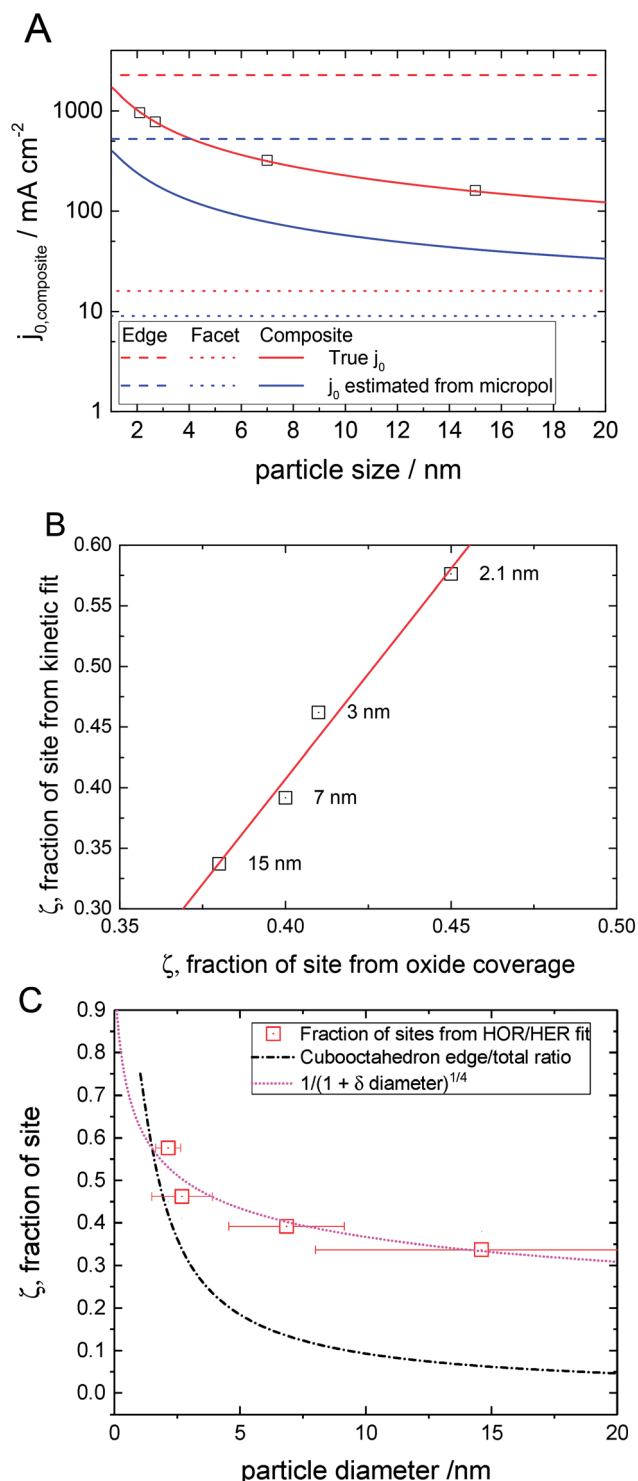 A
1000
100
10
1
j0,composite / mA cm-2
Edge Facet Composite
True j0
j0 estimated from micropol
2 4 6 8 10 12 14 16 18 20
particle size / nm
B
0.60
0.55
0.50
0.45
0.40
0.35
0.30
ζ, fraction of site from kinetic fit
2.1 nm
3 nm
7 nm
15 nm
0.35 0.40 0.45 0.50
ζ, fraction of site from oxide coverage
C
0.9
0.8
0.7
0.6
0.5
0.4
0.3
0.2
0.1
0.0
ζ, fraction of site
Fraction of sites from HOR/HER fit
Cubooctahedron edge/total ratio
1/(1 + δ diameter)1/4
0 5 10 15 20
particle diameter /nm